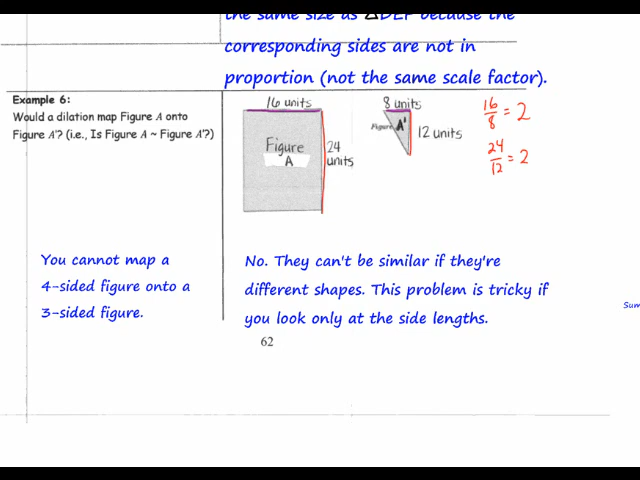 the same size as △DEF because the
corresponding sides are not in
proportion (not the same scale factor).
Example 6:
Would a dilation map Figure A onto
Figure A'? (i.e., Is Figure A ~ Figure A'?)
16 units
Figure
A
24
units
8 units
Figure A'
12 units
16/8 = 2
24/12 = 2
You cannot map a
4-sided figure onto a
3-sided figure.
No. They can't be similar if they're
different shapes. This problem is tricky if
you look only at the side lengths.
Sum
62